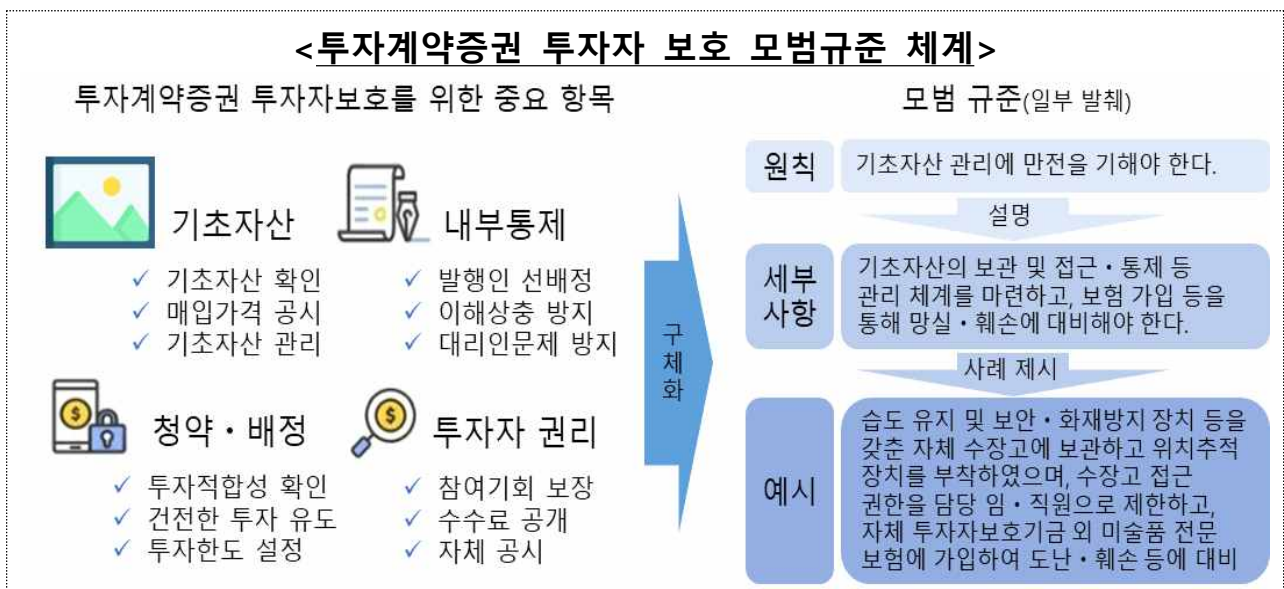 <투자계약증권 투자자 보호 모범규준 체계>
투자계약증권 투자자보호를 위한 중요 항목
기초자산
✓ 기초자산 확인
✓ 매입가격 공시
✓ 기초자산 관리
내부통제
✓ 발행인 선배정
✓ 이해상충 방지
✓ 대리인문제 방지
청약・배정
✓ 투자적합성 확인
✓ 건전한 투자 유도
✓ 투자한도 설정
투자자 권리
✓ 참여기회 보장
✓ 수수료 공개
✓ 자체 공시
구
체
화
모범 규준(일부 발췌)
원칙
기초자산 관리에 만전을 기해야 한다.
설명
세부
사항
기초자산의 보관 및 접근・통제 등
관리 체계를 마련하고, 보험 가입 등을
통해 망실・훼손에 대비해야 한다.
사례 제시
예시
습도 유지 및 보안・화재방지 장치 등을
갖춘 자체 수장고에 보관하고 위치추적
장치를 부착하였으며, 수장고 접근
권한을 담당 임・직원으로 제한하고,
자체 투자자보호기금 외 미술품 전문
보험에 가입하여 도난・훼손 등에 대비